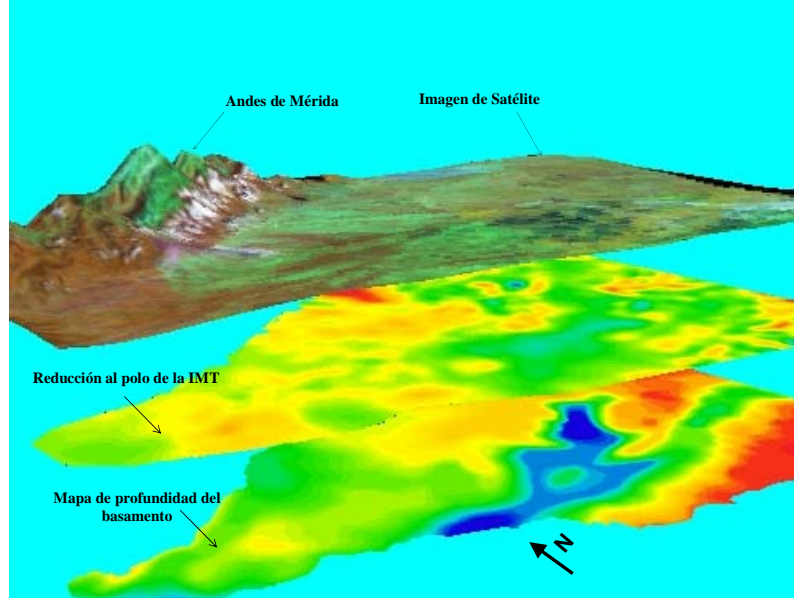 Andes de Mérida
Imagen de Satélite
Reducción al polo de la IMT
Mapa de profundidad del
basamento
N